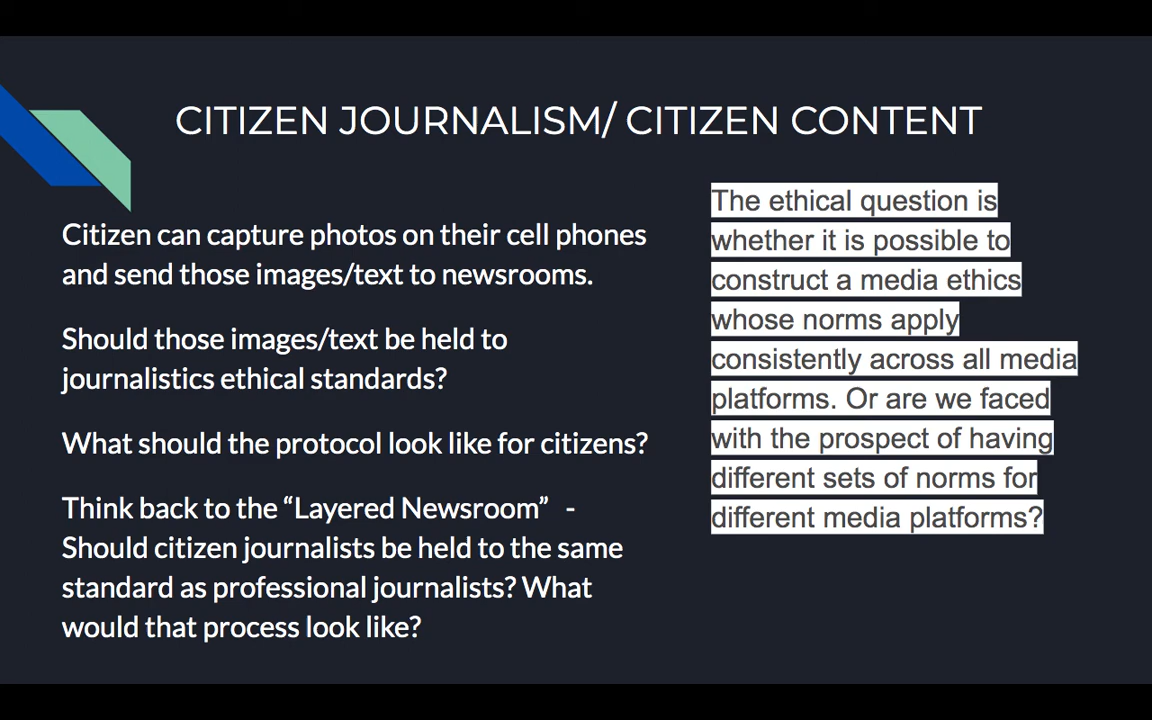 CITIZEN JOURNALISM/ CITIZEN CONTENT
Citizen can capture photos on their cell phones
and send those images/text to newsrooms.
Should those images/text be held to
journalistics ethical standards?
What should the protocol look like for citizens?
Think back to the “Layered Newsroom”  -
Should citizen journalists be held to the same
standard as professional journalists? What
would that process look like?
The ethical question is
whether it is possible to
construct a media ethics
whose norms apply
consistently across all media
platforms. Or are we faced
with the prospect of having
different sets of norms for
different media platforms?